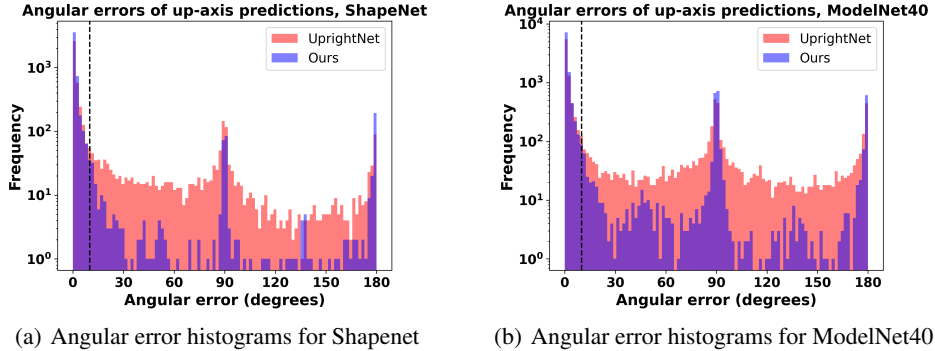 Angular errors of up-axis predictions, ShapeNet
UprightNet
Ours
Frequency
10³
10²
10¹
10⁰
0 30 60 90 120 150 180
Angular error (degrees)
(a) Angular error histograms for Shapenet
Angular errors of up-axis predictions, ModelNet40
UprightNet
Ours
Frequency
10⁴
10³
10²
10¹
10⁰
0 30 60 90 120 150 180
Angular error (degrees)
(b) Angular error histograms for ModelNet40